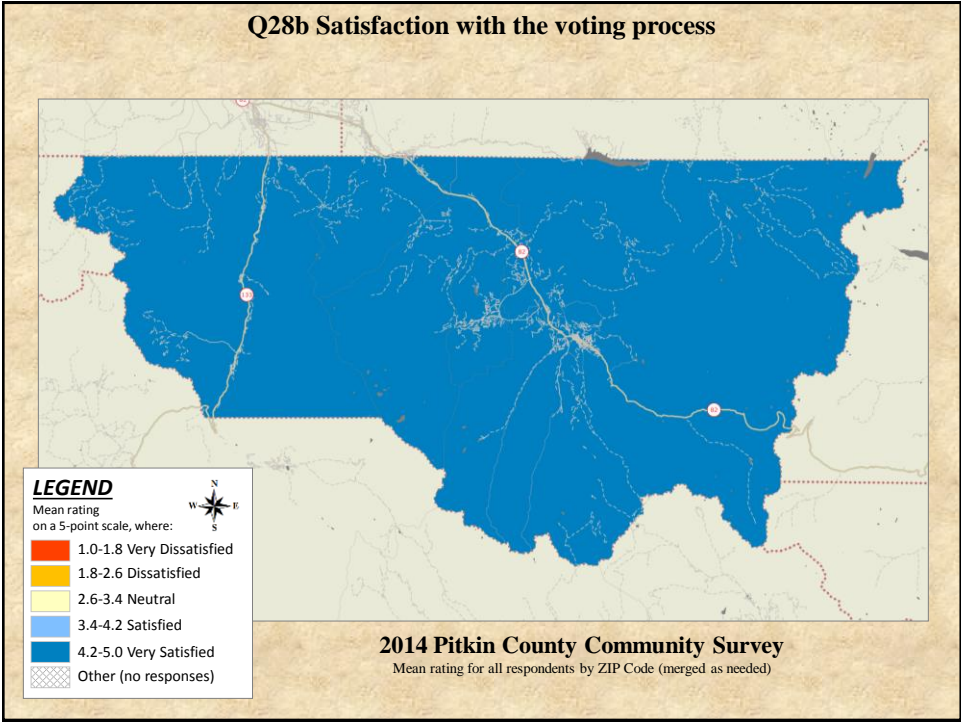 Q28b Satisfaction with the voting process
82
82
133
82
LEGEND
Mean rating
on a 5-point scale, where:
N
W
E
S
1.0-1.8 Very Dissatisfied
1.8-2.6 Dissatisfied
2.6-3.4 Neutral
3.4-4.2 Satisfied
4.2-5.0 Very Satisfied
Other (no responses)
2014 Pitkin County Community Survey
Mean rating for all respondents by ZIP Code (merged as needed)